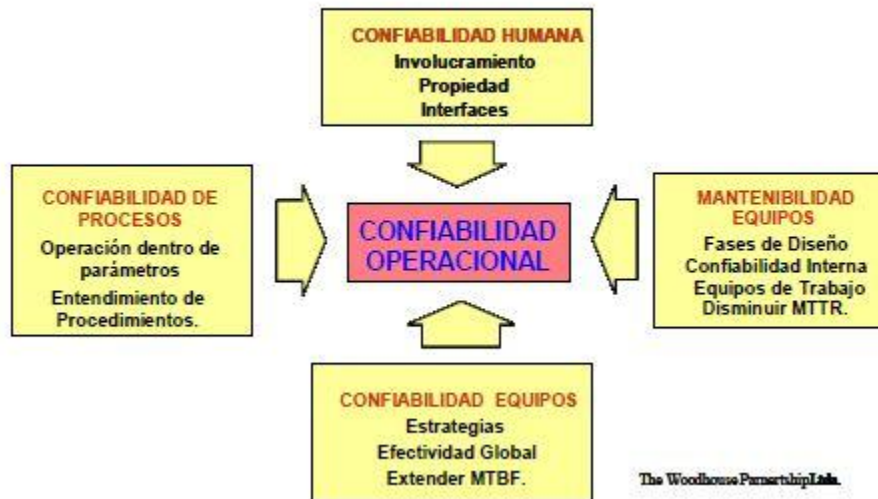 CONFIABILIDAD HUMANA
Involucramiento
Propiedad
Interfaces
CONFIABILIDAD DE
PROCESOS
Operación dentro de
parámetros
Entendimiento de
Procedimientos.
CONFIABILIDAD
OPERACIONAL
MANTENIBILIDAD
EQUIPOS
Fases de Diseño
Confiabilidad Interna
Equipos de Trabajo
Disminuir MTTR.
CONFIABILIDAD EQUIPOS
Estrategias
Efectividad Global
Extender MTBF.
The Woodhouse Parnertship